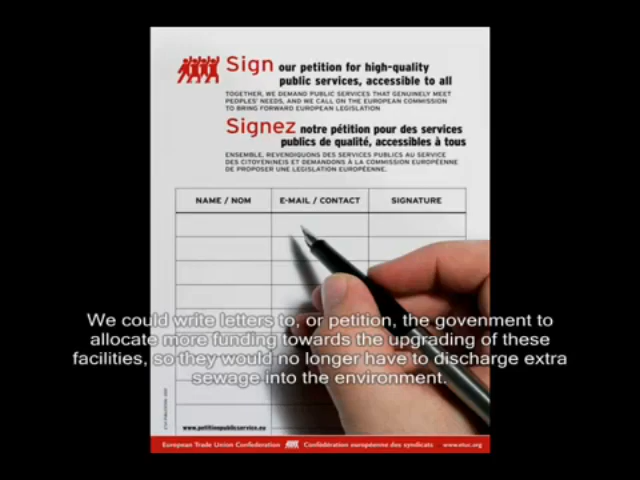 Sign our petition for high-quality
public services, accessible to all
TOGETHER, WE DEMAND PUBLIC SERVICES THAT GENUINELY MEET
PEOPLES' NEEDS, AND WE CALL ON THE EUROPEAN COMMISSION
TO BRING FORWARD EUROPEAN LEGISLATION
Signez notre pétition pour des services
publics de qualité, accessibles à tous
ENSEMBLE, REVENDIQUONS DES SERVICES PUBLICS AU SERVICE
DES CITOYEN(NE)S ET DEMANDONS À LA COMMISSION EUROPÉENNE
DE PROPOSER UNE LEGISLATION EUROPÉENNE.
NAME / NOM E-MAIL / CONTACT SIGNATURE
We could write letters to, or petition, the govenment to
allocate more funding towards the upgrading of these
facilities, so they would no longer have to discharge extra
sewage into the environment.
www.petitionpublicservice.eu
European Trade Union Confederation Confédération européenne des syndicats www.etuc.org